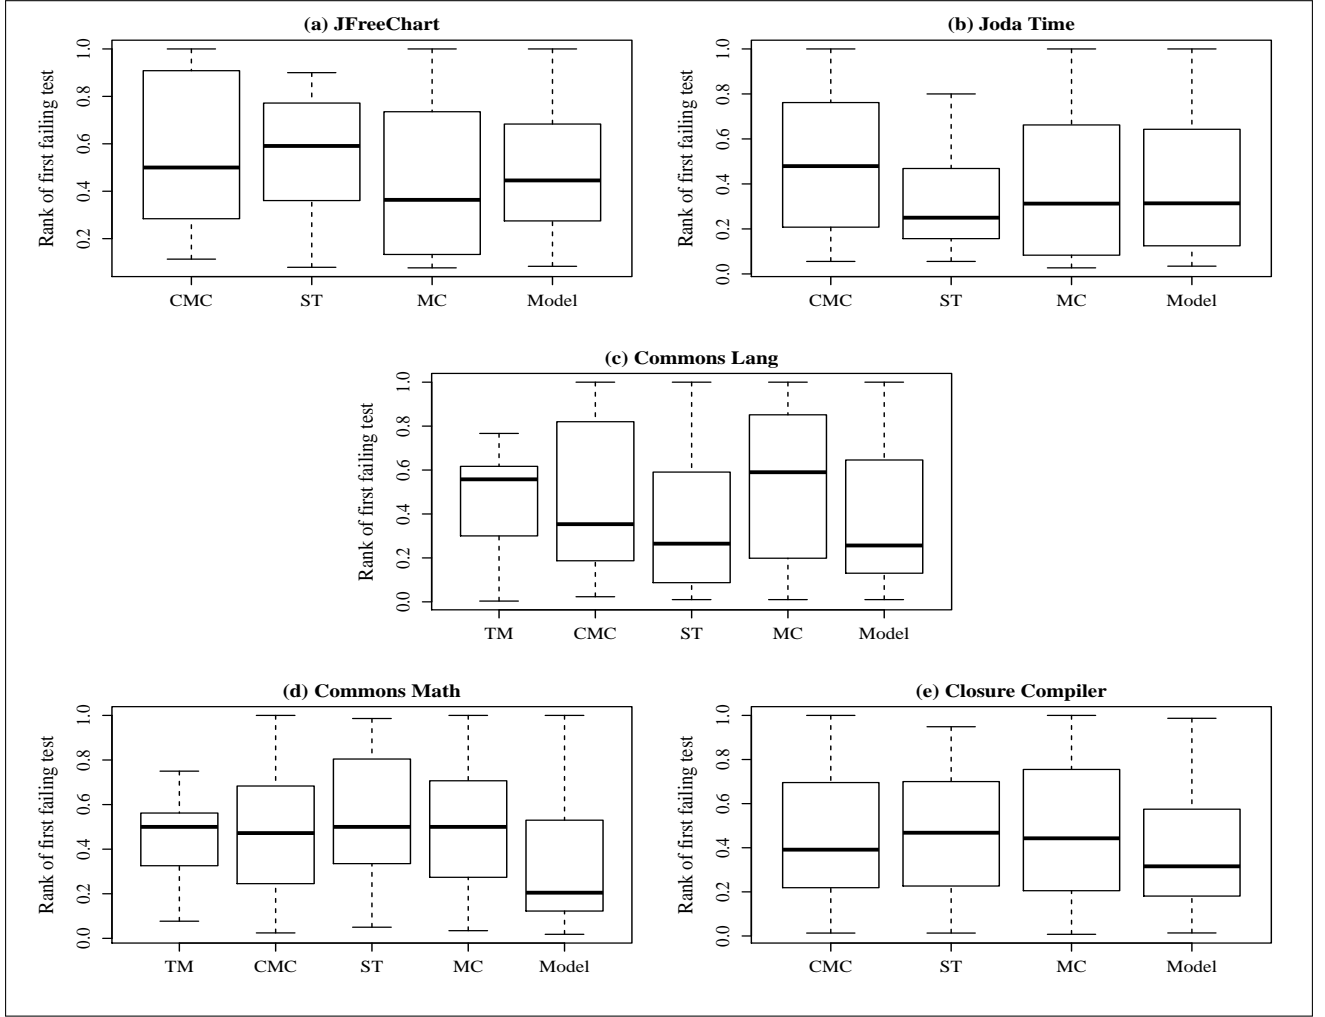 (a) JFreeChart
Rank of first failing test
0.2 0.4 0.6 0.8 1.0
CMC ST MC Model
(b) Joda Time
Rank of first failing test
0.0 0.2 0.4 0.6 0.8 1.0
CMC ST MC Model
(c) Commons Lang
Rank of first failing test
0.0 0.2 0.4 0.6 0.8 1.0
TM CMC ST MC Model
(d) Commons Math
Rank of first failing test
0.0 0.2 0.4 0.6 0.8 1.0
TM CMC ST MC Model
(e) Closure Compiler
Rank of first failing test
0.0 0.2 0.4 0.6 0.8 1.0
CMC ST MC Model